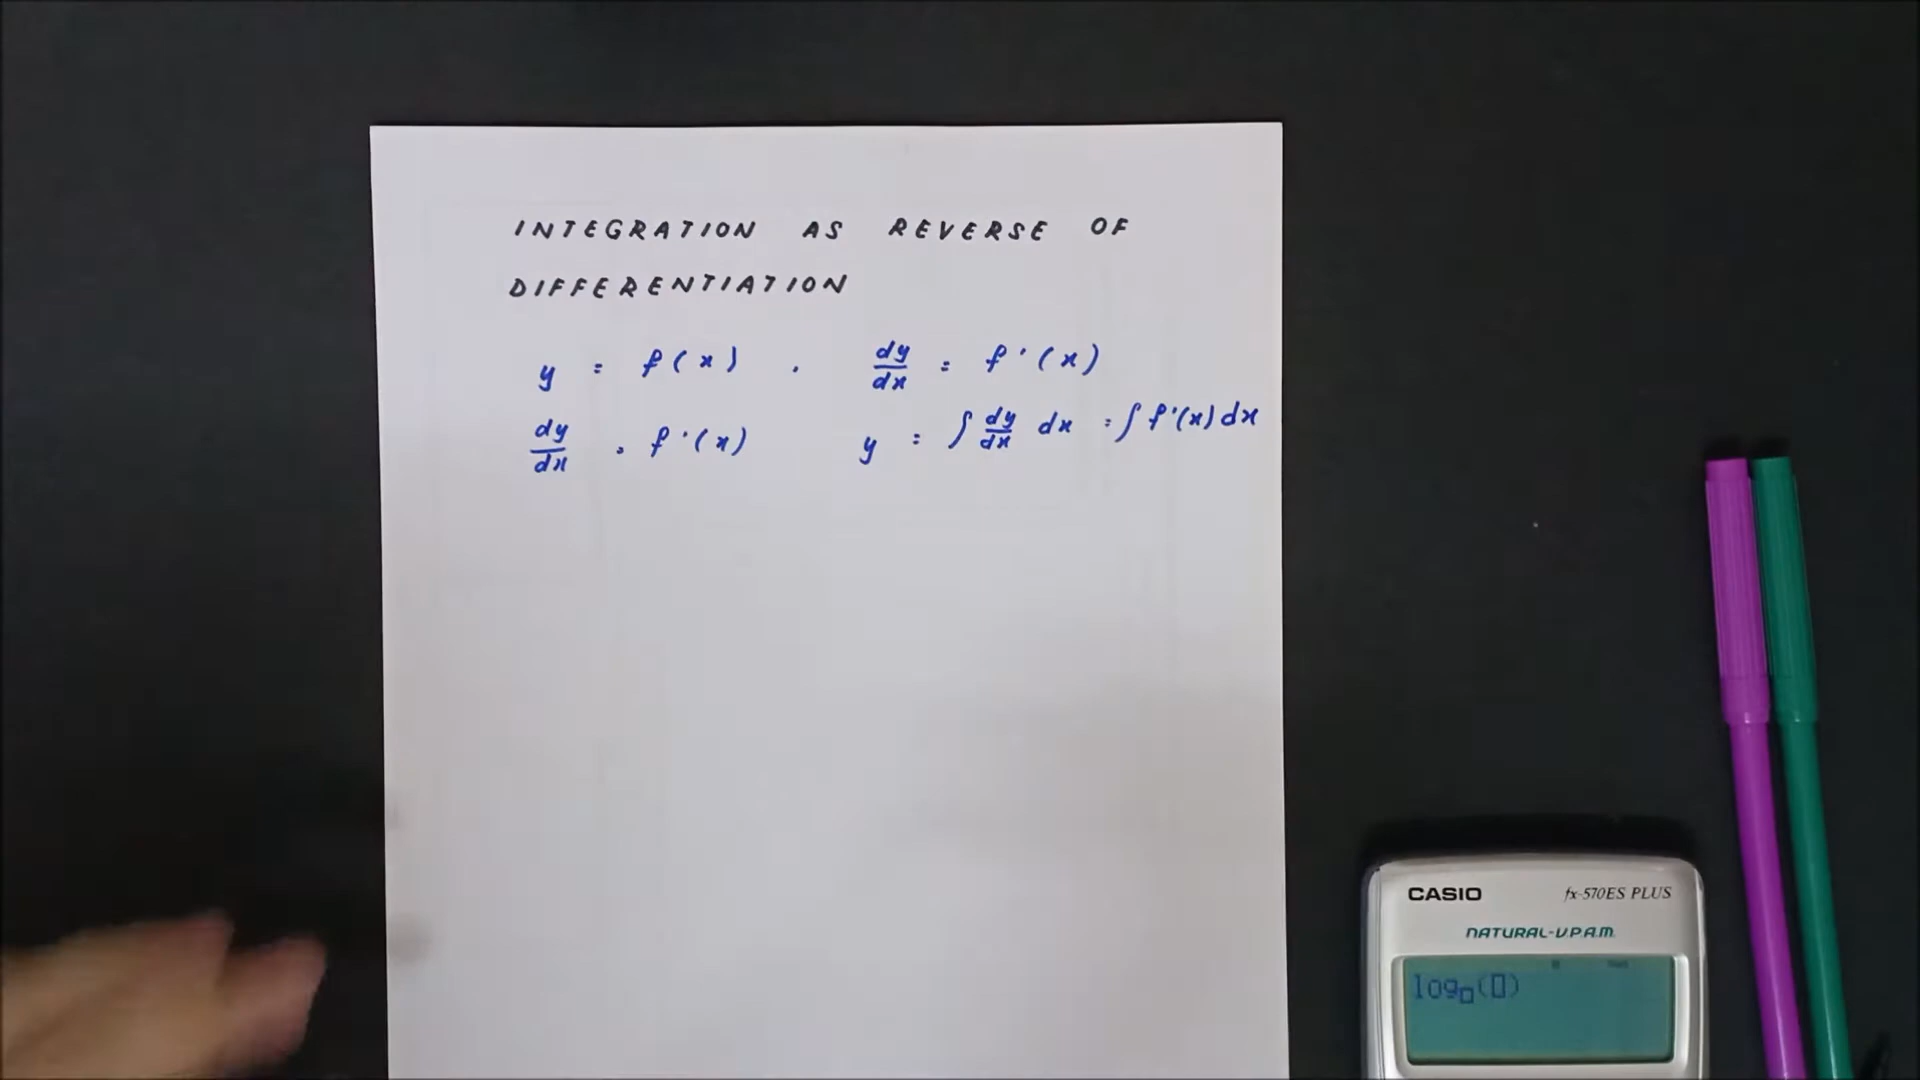 INTEGRATION AS REVERSE OF
DIFFERENTIATION
y = f(x) . dy/dx = f'(x)
dy/dx = f'(x) y = ∫ dy/dx dx = ∫ f'(x) dx
CASIO fx-570ES PLUS
NATURAL-V.P.A.M.
log□(□)